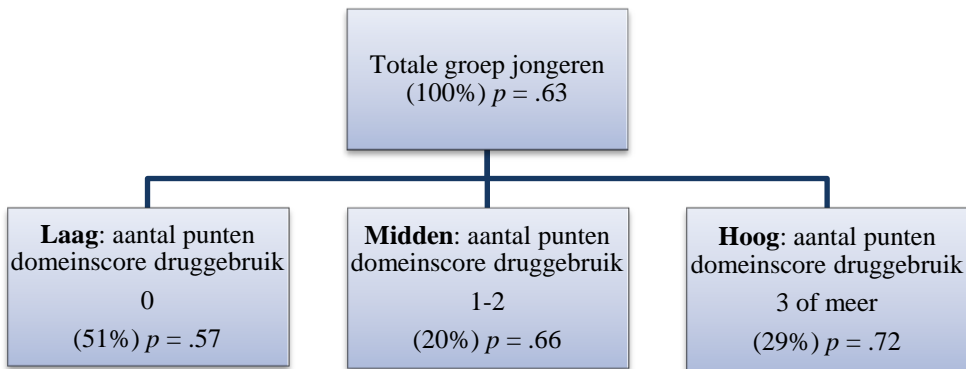 Totale groep jongeren
(100%) p = .63
Laag: aantal punten
domeinscore druggebruik
0
(51%) p = .57
Midden: aantal punten
domeinscore druggebruik
1-2
(20%) p = .66
Hoog: aantal punten
domeinscore druggebruik
3 of meer
(29%) p = .72